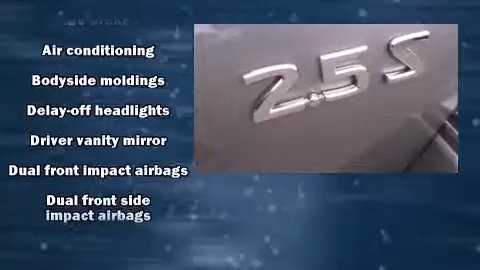 Air conditioning
Bodyside moldings
Delay-off headlights
Driver vanity mirror
Dual front impact airbags
Dual front side
impact airbags
2.5 S